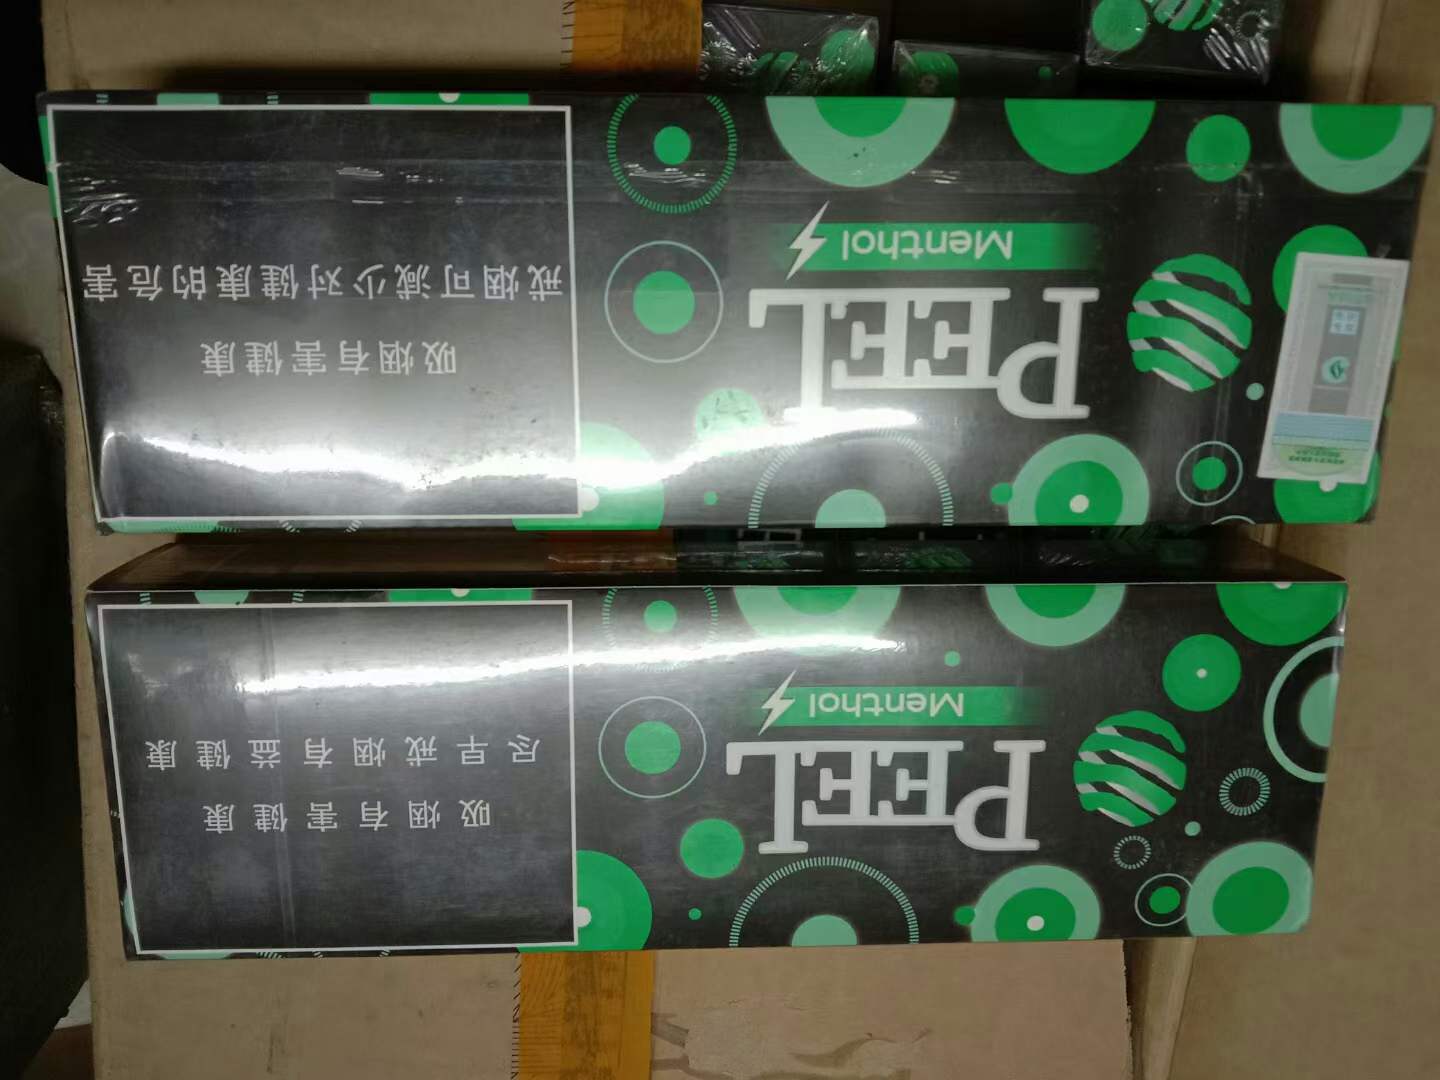 PEEL
Menthol
吸烟有害健康
尽早戒烟有益健康
PEEL
Menthol
吸烟有害健康
戒烟可减少对健康的危害